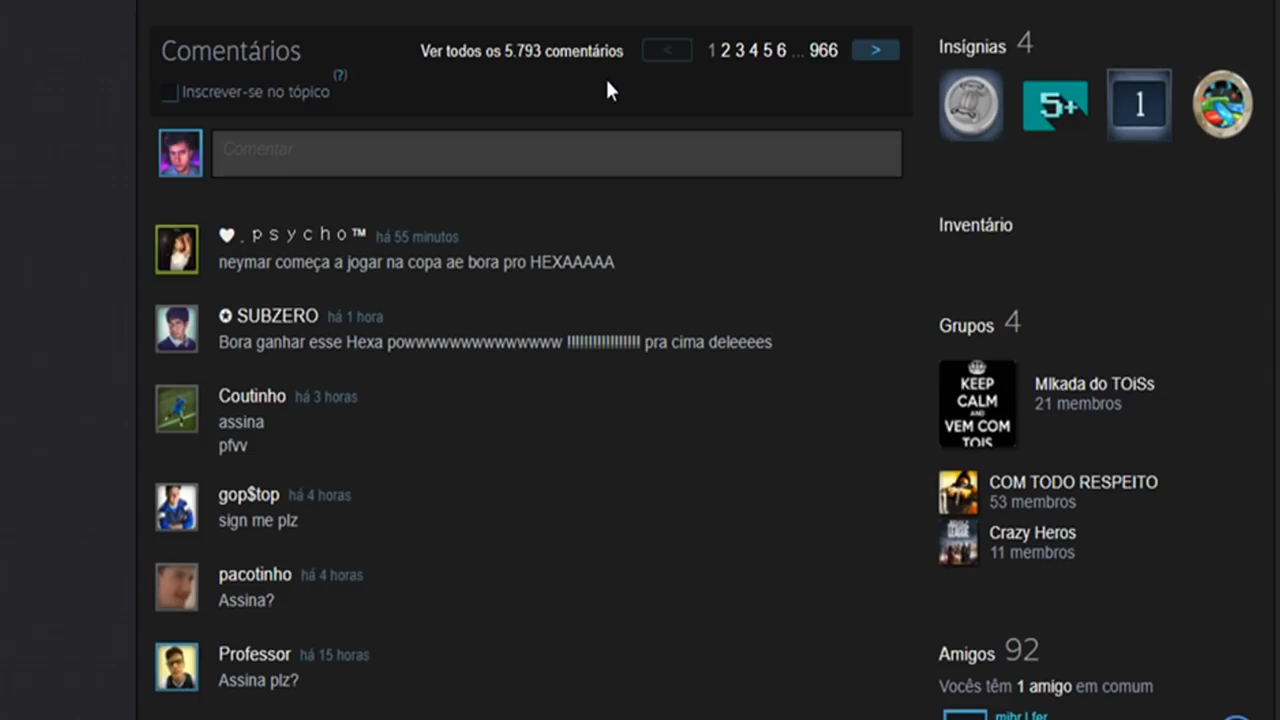 Comentários
Ver todos os 5.793 comentários
< 1 2 3 4 5 6 ... 966 >
(?)
Inscrever-se no tópico
Comentar
♥ . p s y c h o ™ há 55 minutos
neymar começa a jogar na copa ae bora pro HEXAAAAA
✪ SUBZERO há 1 hora
Bora ganhar esse Hexa pra cima deleeees
Coutinho há 3 horas
assina
pfvv
gop$top há 4 horas
sign me plz
pacotinho há 4 horas
Assina?
Professor há 15 horas
Assina plz?
Insígnias 4
5+
1
Inventário
Grupos 4
KEEP
CALM
AND
VEM COM
TOIS
Mlkada do TOiSs
21 membros
COM TODO RESPEITO
53 membros
Crazy Heros
11 membros
Amigos 92
Vocês têm 1 amigo em comum